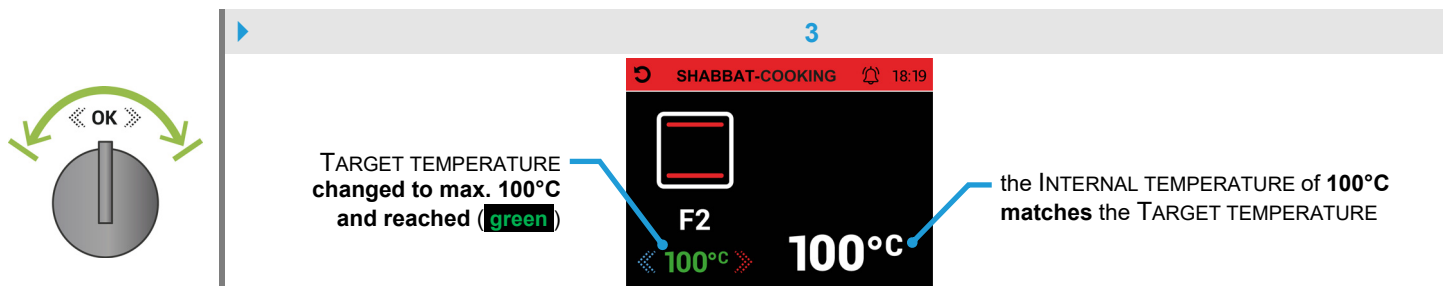 3
OK
SHABBAT-COOKING 18:19
TARGET TEMPERATURE
changed to max. 100°C
and reached (green)
F2
100°C
100°C
the INTERNAL TEMPERATURE of 100°C
matches the TARGET TEMPERATURE